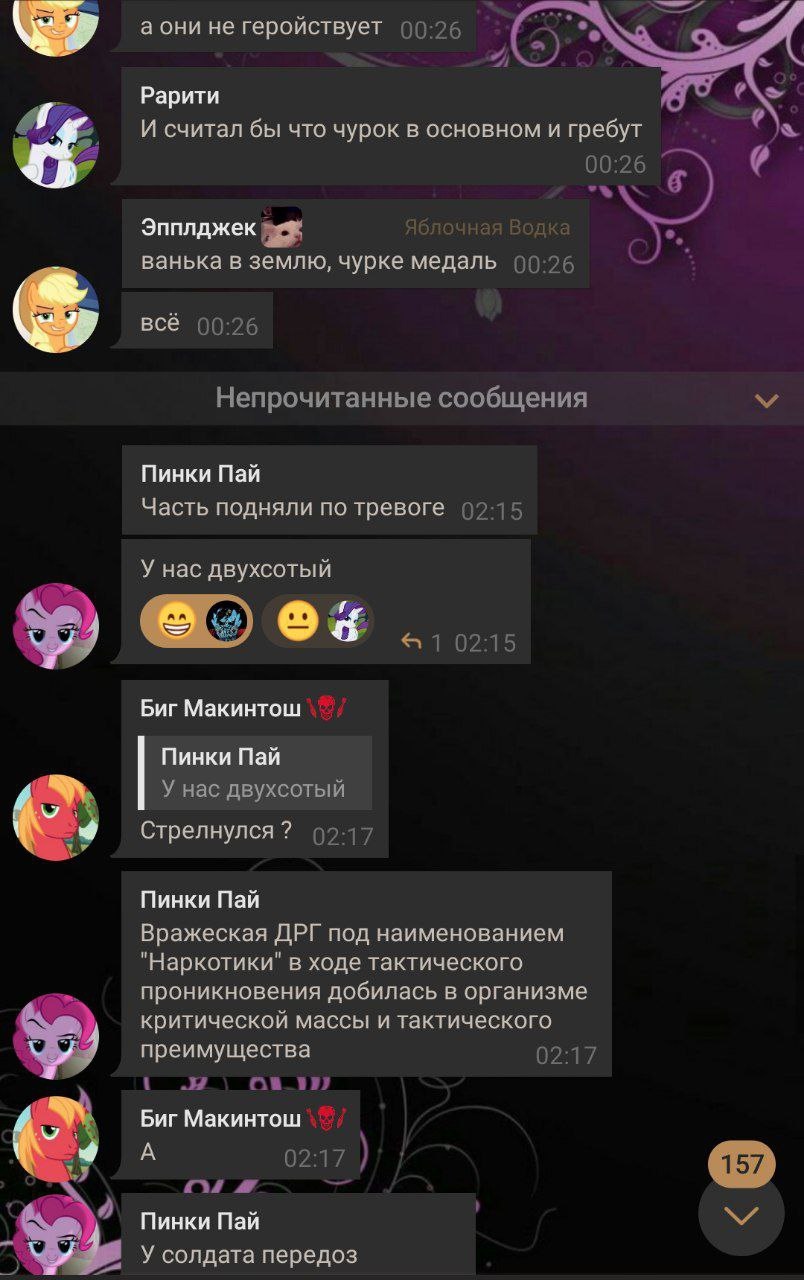 а они не геройствует 00:26
Рарити
И считал бы что чурок в основном и гребут
00:26
Эпплджек Яблочная Водка
ванька в землю, чурке медаль 00:26
всё 00:26
Непрочитанные сообщения
Пинки Пай
Часть подняли по тревоге 02:15
У нас двухсотый
1 02:15
Биг Макинтош
Пинки Пай
У нас двухсотый
Стрелнулся ? 02:17
Пинки Пай
Вражеская ДРГ под наименованием
"Наркотики" в ходе тактического
проникновения добилась в организме
критической массы и тактического
преимущества 02:17
Биг Макинтош
А 02:17
157
Пинки Пай
У солдата передоз